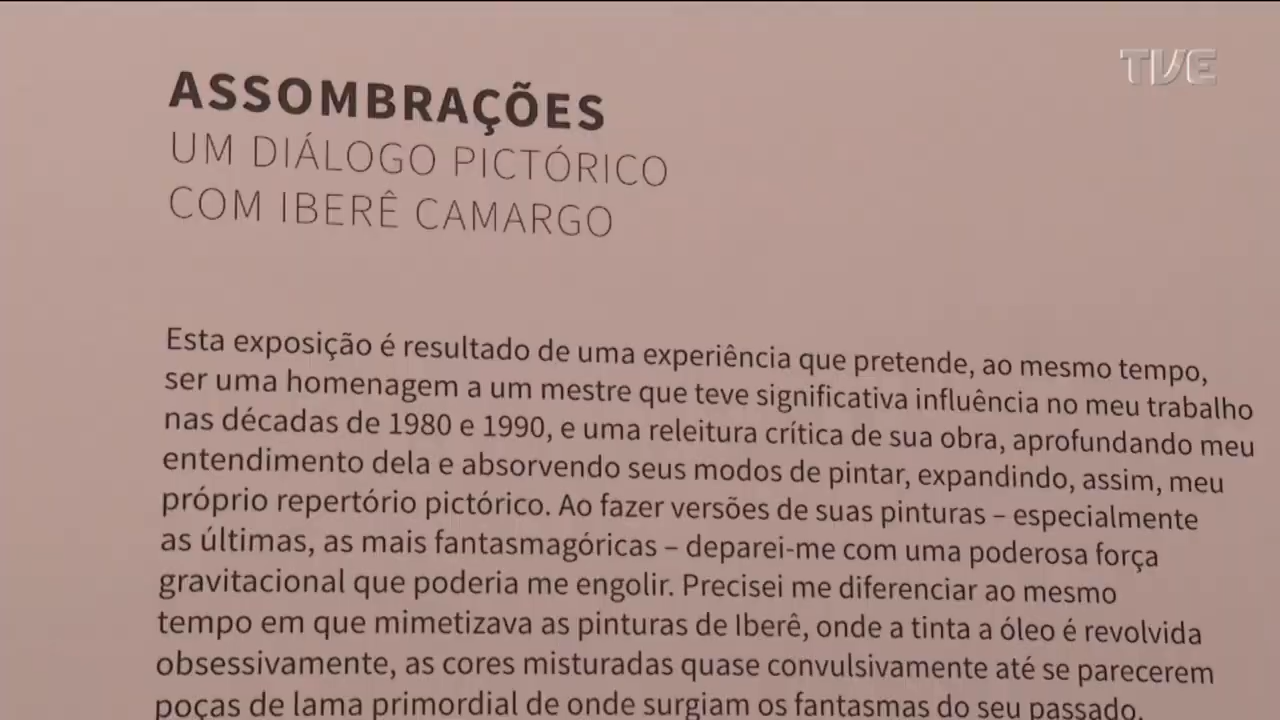 TVE
ASSOMBRAÇÕES
UM DIÁLOGO PICTÓRICO
COM IBERÊ CAMARGO
Esta exposição é resultado de uma experiência que pretende, ao mesmo tempo,
ser uma homenagem a um mestre que teve significativa influência no meu trabalho
nas décadas de 1980 e 1990, e uma releitura crítica de sua obra, aprofundando meu
entendimento dela e absorvendo seus modos de pintar, expandindo, assim, meu
próprio repertório pictórico. Ao fazer versões de suas pinturas – especialmente
as últimas, as mais fantasmagóricas – deparei-me com uma poderosa força
gravitacional que poderia me engolir. Precisei me diferenciar ao mesmo
tempo em que mimetizava as pinturas de Iberê, onde a tinta a óleo é revolvida
obsessivamente, as cores misturadas quase convulsivamente até se parecerem
poças de lama primordial de onde surgiam os fantasmas do seu passado.